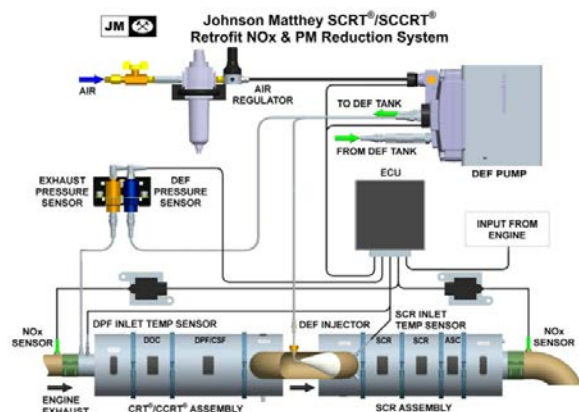 JM
Johnson Matthey SCRT®/SCCRT®
Retrofit NOx & PM Reduction System
AIR
AIR
REGULATOR
TO DEF TANK
FROM DEF TANK
DEF PUMP
EXHAUST
PRESSURE
SENSOR
DEF
PRESSURE
SENSOR
ECU
INPUT FROM
ENGINE
NOx
SENSOR
DPF INLET TEMP SENSOR
DEF INJECTOR
SCR INLET
TEMP SENSOR
NOx
SENSOR
DOC
DPF/CSF
SCR
SCR
ASC
ENGINE
EXHAUST
CRT®/CCRT® ASSEMBLY
SCR ASSEMBLY